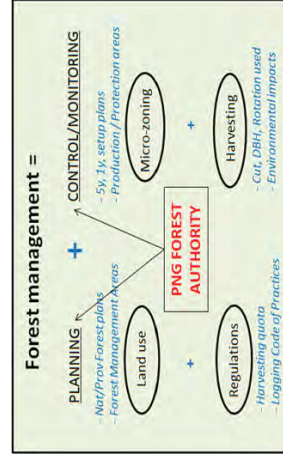 Forest management =
PLANNING + CONTROL/MONITORING
- Nat/Prov Forest plans
- Forest Management Areas
- 5y, 1y, setup plans
- Production / Protection areas
Land use
Micro-zoning
+
PNG FOREST
AUTHORITY
+
Regulations
Harvesting
- Harvesting quota
- Logging Code of Practices
- Cut, DBH, Rotation used
- Environmental impacts